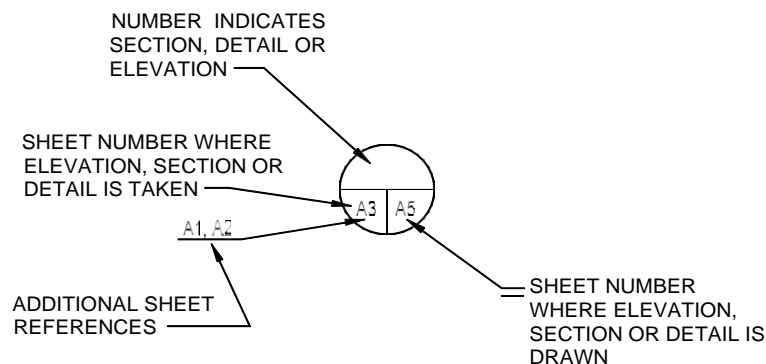 NUMBER INDICATES
SECTION, DETAIL OR
ELEVATION
SHEET NUMBER WHERE
ELEVATION, SECTION OR
DETAIL IS TAKEN
A3
A5
A1, A2
ADDITIONAL SHEET
REFERENCES
SHEET NUMBER
WHERE ELEVATION,
SECTION OR DETAIL IS
DRAWN